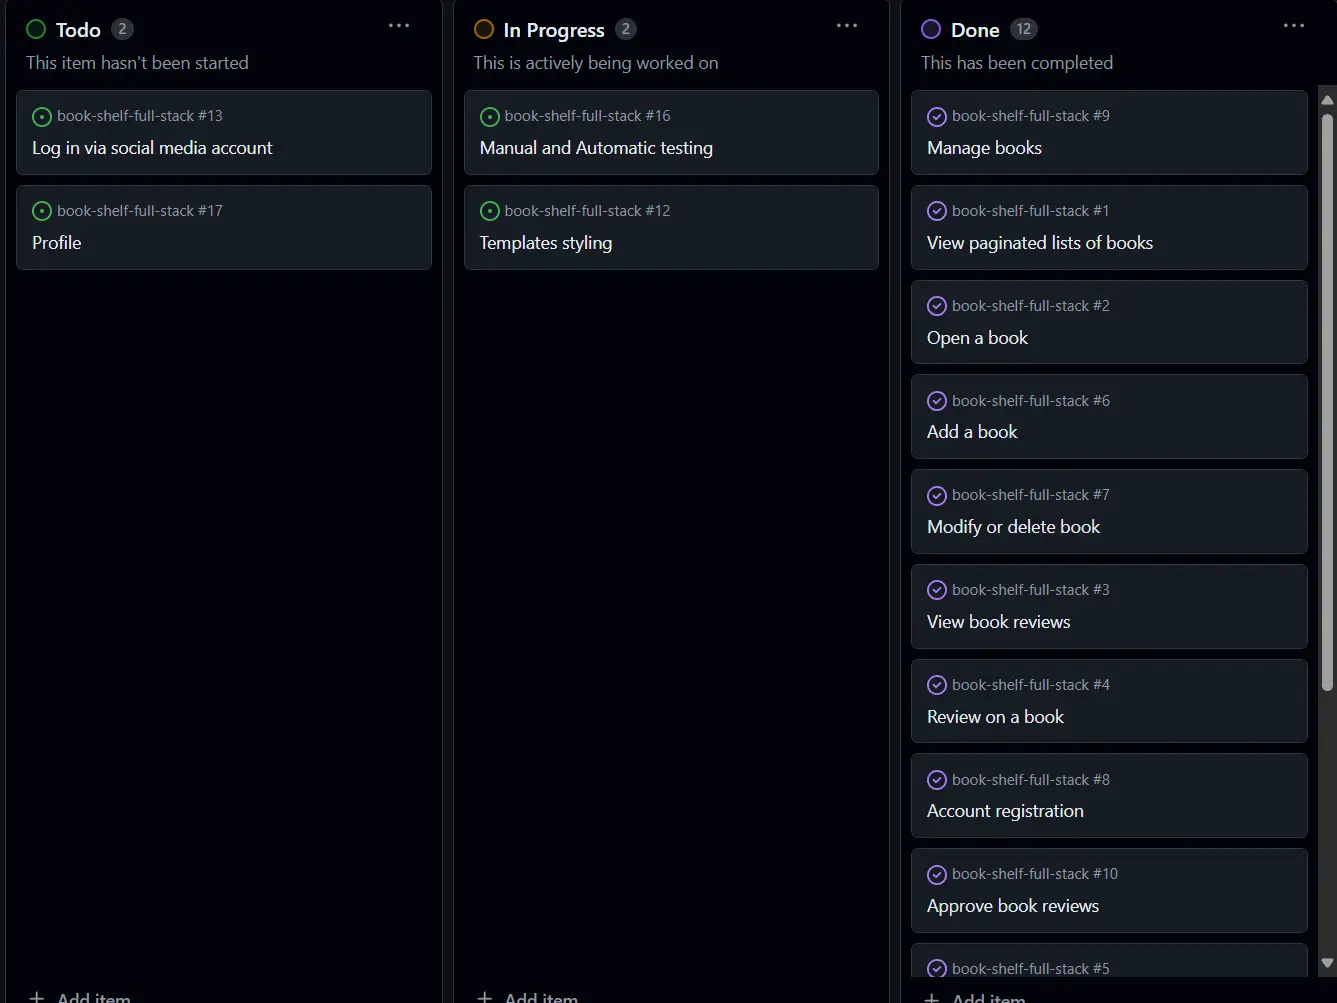 Todo 2
This item hasn't been started
book-shelf-full-stack #13
Log in via social media account
book-shelf-full-stack #17
Profile
Add item
In Progress 2
This is actively being worked on
book-shelf-full-stack #16
Manual and Automatic testing
book-shelf-full-stack #12
Templates styling
Add item
Done 12
This has been completed
book-shelf-full-stack #9
Manage books
book-shelf-full-stack #1
View paginated lists of books
book-shelf-full-stack #2
Open a book
book-shelf-full-stack #6
Add a book
book-shelf-full-stack #7
Modify or delete book
book-shelf-full-stack #3
View book reviews
book-shelf-full-stack #4
Review on a book
book-shelf-full-stack #8
Account registration
book-shelf-full-stack #10
Approve book reviews
book-shelf-full-stack #5
Add item